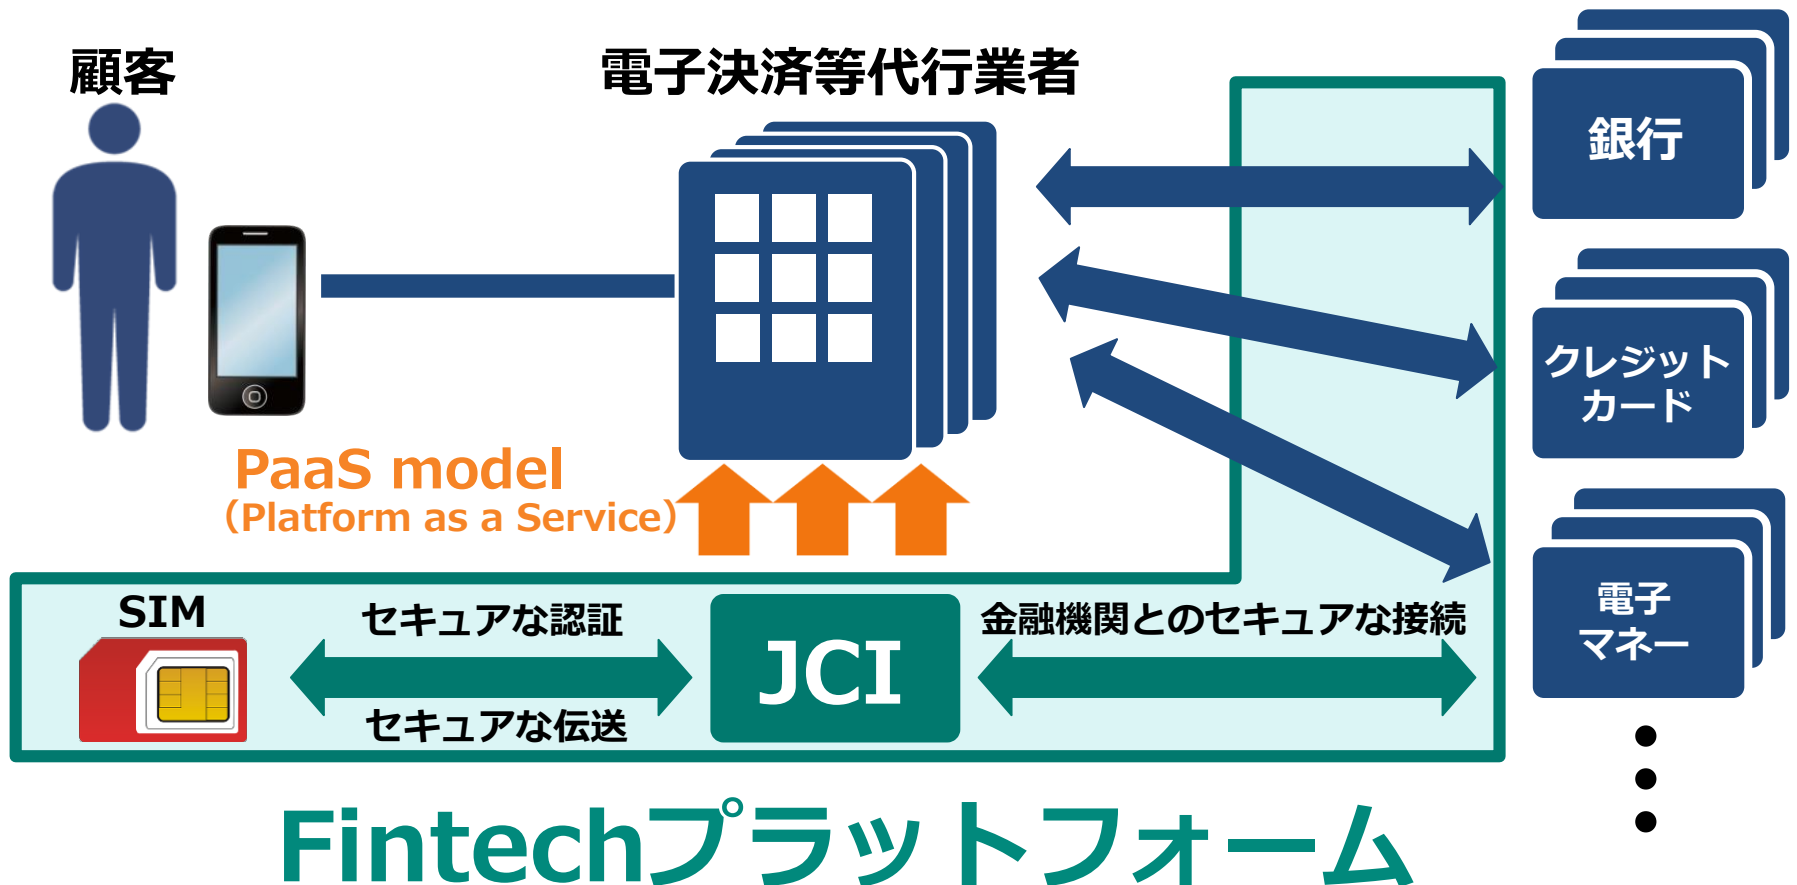 顧客
電子決済等代行業者
銀行
クレジット
カード
PaaS model
（Platform as a Service）
SIM
セキュアな認証
JCI
金融機関とのセキュアな接続
電子
マネー
セキュアな伝送
Fintechプラットフォーム